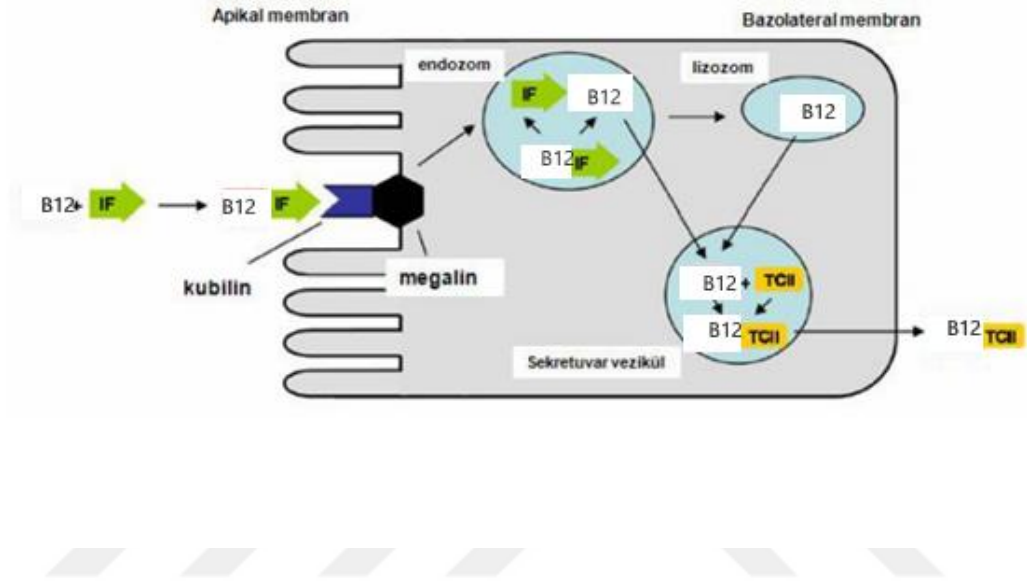 Apikal membran
Bazolateral membran
endozom
lizozom
IF B12
B12
B12 IF
B12+ IF
B12 IF
kubilin
megalin
B12 + TCII
B12 TCII
B12 TCII
Sekretuvar vezikül